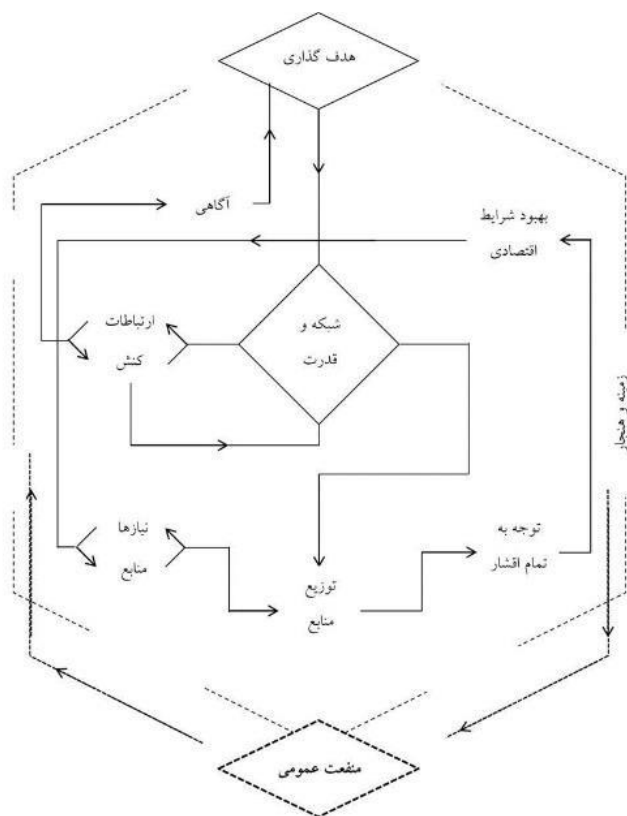 هدف گذاری
آگاهی
بهبود شرایط
اقتصادی
ارتباطات
کنش
شبکه و
قدرت
زمینه و هنجار
نیازها
منابع
توزیع
منابع
توجه به
تمام اقشار
منفعت عمومی